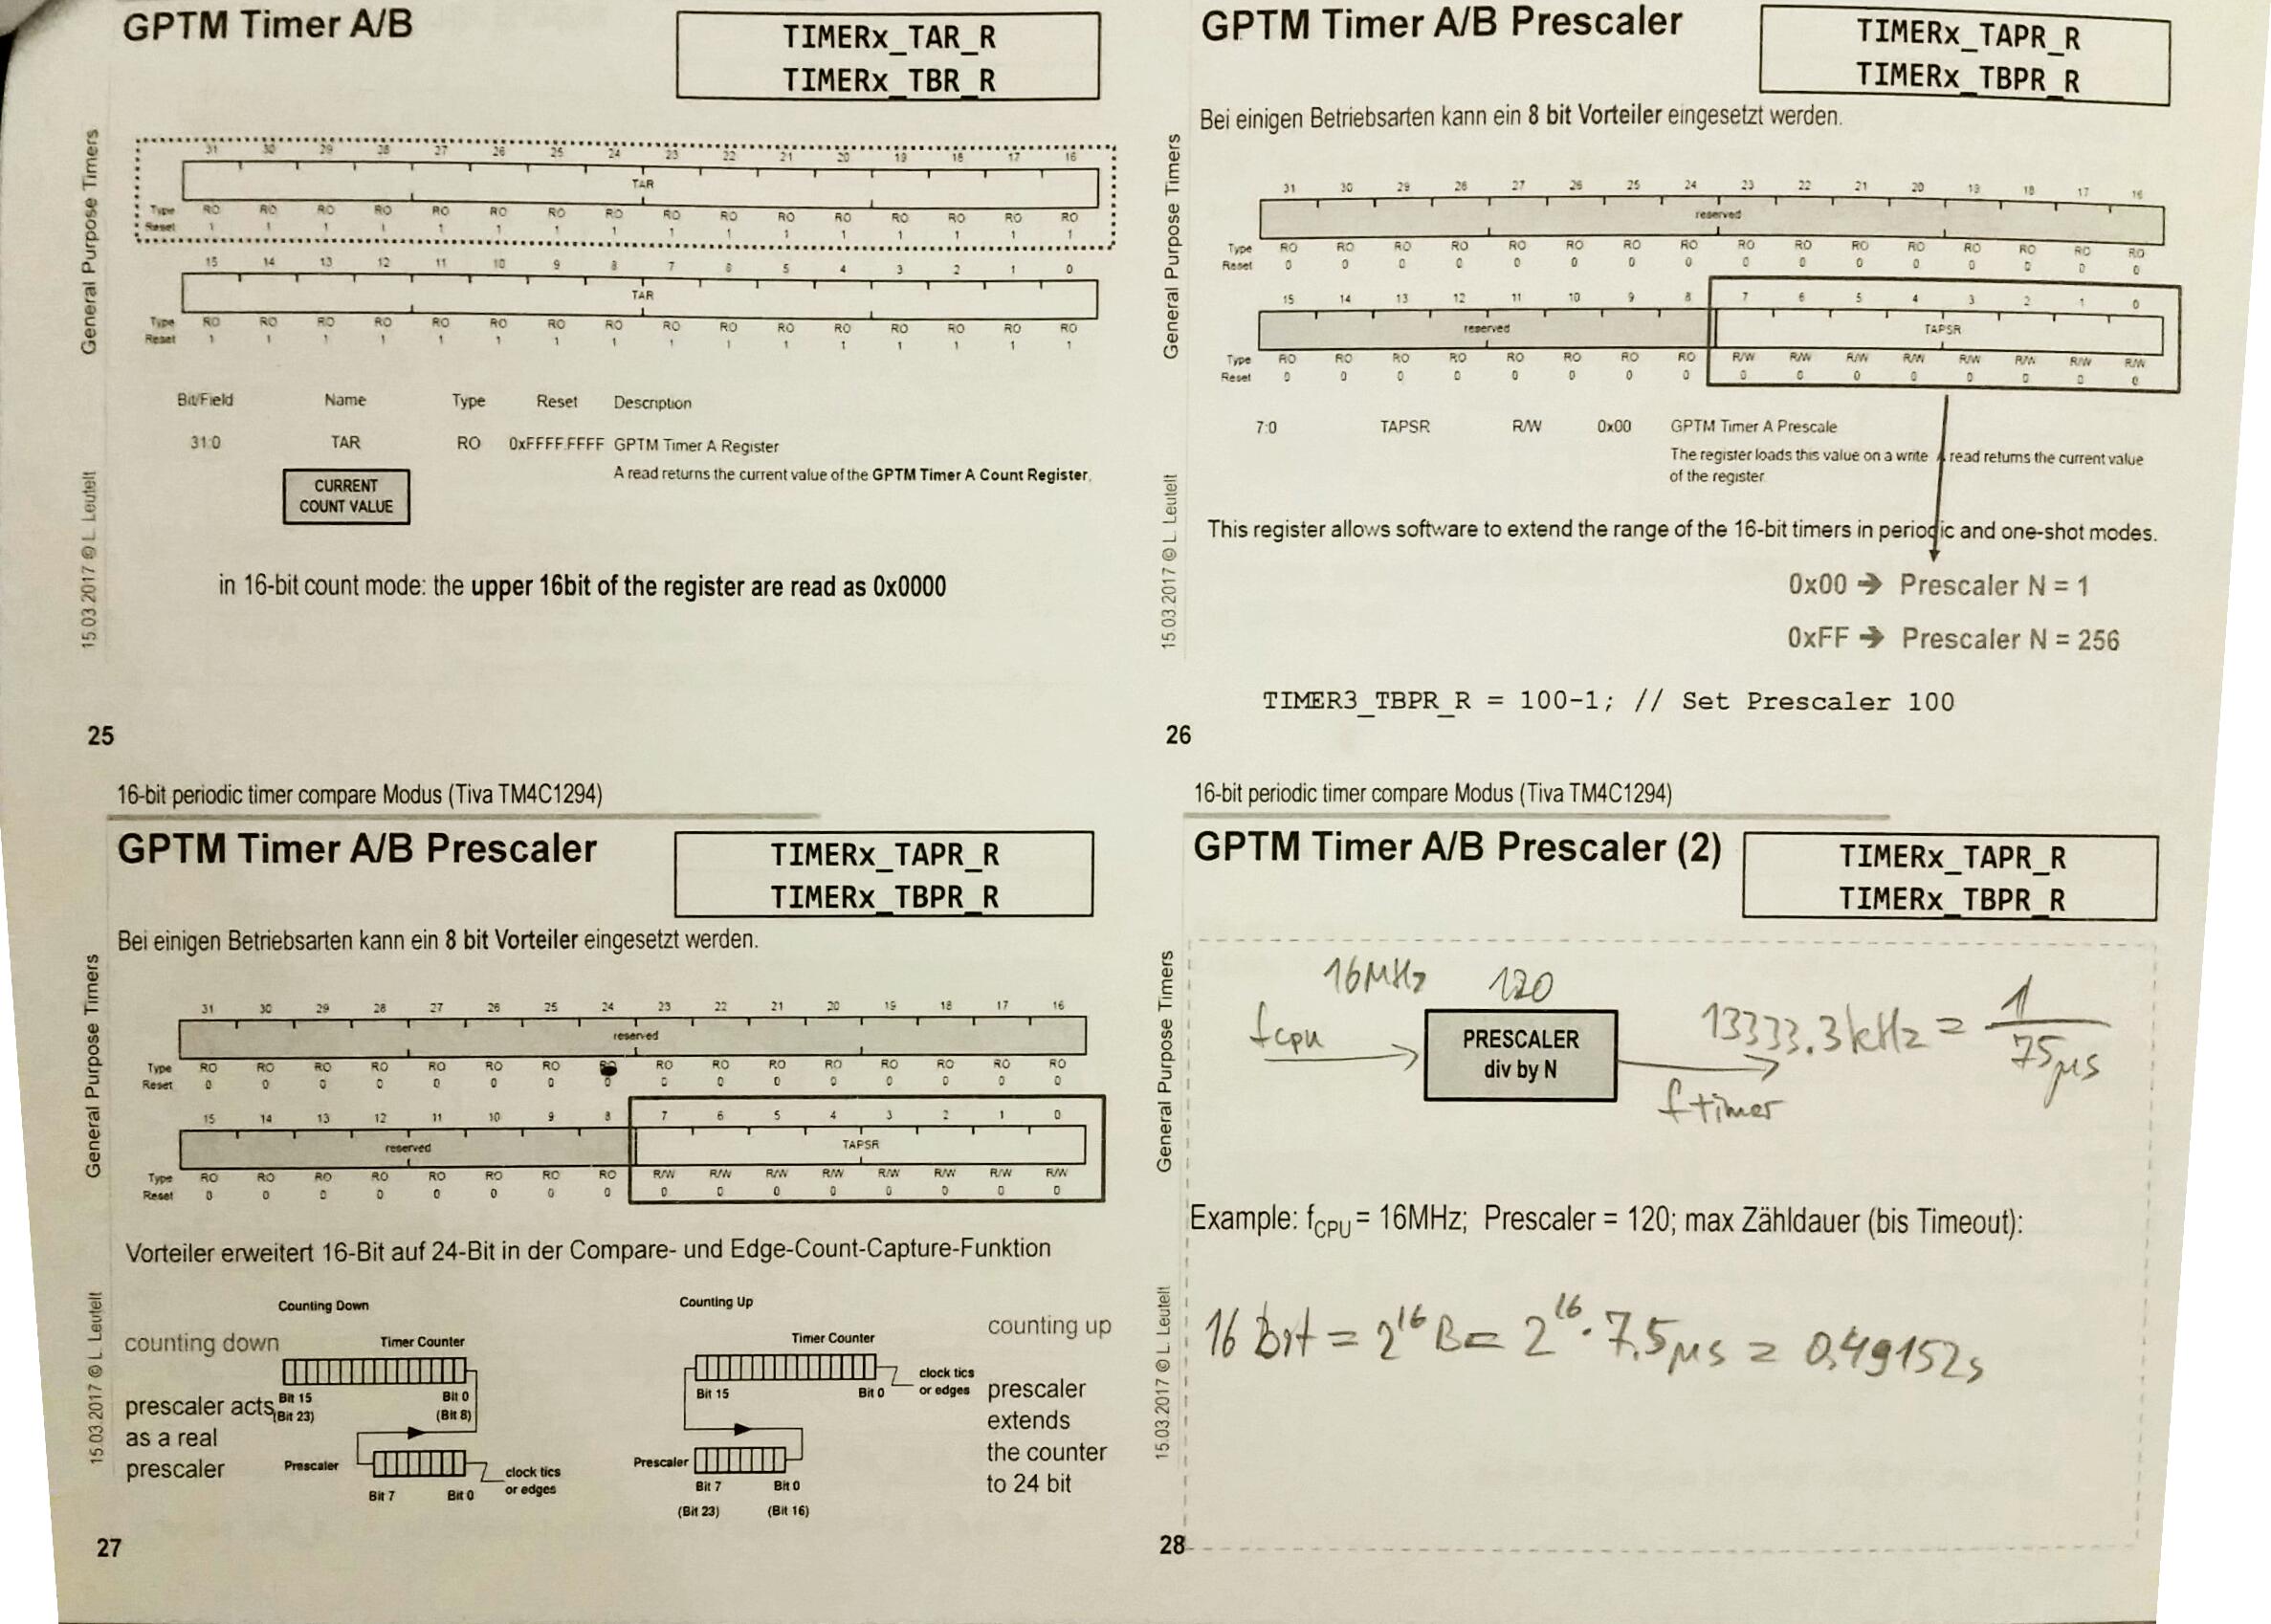 GPTM Timer A/B
TIMERx_TAR_R
TIMERx_TBR_R
General Purpose Timers
15.03.2017 © L. Leutelt
31 30 29 28 27 26 25 24 23 22 21 20 19 18 17 16
TAR
Type RO RO RO RO RO RO RO RO RO RO RO RO RO RO RO RO
Reset 1 1 1 1 1 1 1 1 1 1 1 1 1 1 1 1
15 14 13 12 11 10 9 8 7 6 5 4 3 2 1 0
TAR
Type RO RO RO RO RO RO RO RO RO RO RO RO RO RO RO RO
Reset 1 1 1 1 1 1 1 1 1 1 1 1 1 1 1 1
Bit/Field Name Type Reset Description
31:0 TAR RO 0xFFFF.FFFF GPTM Timer A Register
A read returns the current value of the GPTM Timer A Count Register.
CURRENT
COUNT VALUE
in 16-bit count mode: the upper 16bit of the register are read as 0x0000
25
GPTM Timer A/B Prescaler
TIMERx_TAPR_R
TIMERx_TBPR_R
Bei einigen Betriebsarten kann ein 8 bit Vorteiler eingesetzt werden.
General Purpose Timers
15.03.2017 © L. Leutelt
31 30 29 28 27 26 25 24 23 22 21 20 19 18 17 16
reserved
Type RO RO RO RO RO RO RO RO RO RO RO RO RO RO RO RO
Reset 0 0 0 0 0 0 0 0 0 0 0 0 0 0 0 0
15 14 13 12 11 10 9 8 7 6 5 4 3 2 1 0
reserved TAPSR
Type RO RO RO RO RO RO RO RO R/W R/W R/W R/W R/W R/W R/W R/W
Reset 0 0 0 0 0 0 0 0 0 0 0 0 0 0 0 0
7:0 TAPSR R/W 0x00 GPTM Timer A Prescale
The register loads this value on a write A read returns the current value
of the register.
This register allows software to extend the range of the 16-bit timers in periodic and one-shot modes.
0x00 ➔ Prescaler N = 1
0xFF ➔ Prescaler N = 256
TIMER3_TBPR_R = 100-1; // Set Prescaler 100
26
16-bit periodic timer compare Modus (Tiva TM4C1294)
GPTM Timer A/B Prescaler
TIMERx_TAPR_R
TIMERx_TBPR_R
Bei einigen Betriebsarten kann ein 8 bit Vorteiler eingesetzt werden.
General Purpose Timers
15.03.2017 © L. Leutelt
31 30 29 28 27 26 25 24 23 22 21 20 19 18 17 16
reserved
Type RO RO RO RO RO RO RO RO RO RO RO RO RO RO RO
Reset 0 0 0 0 0 0 0 0 0 0 0 0 0 0 0 0
15 14 13 12 11 10 9 8 7 6 5 4 3 2 1 0
reserved TAPSR
Type RO RO RO RO RO RO RO RO R/W R/W R/W R/W R/W R/W R/W R/W
Reset 0 0 0 0 0 0 0 0 0 0 0 0 0 0 0 0
Vorteiler erweitert 16-Bit auf 24-Bit in der Compare- und Edge-Count-Capture-Funktion
Counting Down
counting down
Timer Counter
Bit 15 Bit 0
(Bit 23) (Bit 8)
prescaler acts
as a real
prescaler
Prescaler
clock tics
or edges
Bit 7 Bit 0
Counting Up
counting up
Timer Counter
Bit 15 Bit 0
clock tics
or edges
prescaler
extends
the counter
to 24 bit
Prescaler
Bit 7 Bit 0
(Bit 23) (Bit 16)
27
16-bit periodic timer compare Modus (Tiva TM4C1294)
GPTM Timer A/B Prescaler (2)
TIMERx_TAPR_R
TIMERx_TBPR_R
General Purpose Timers
15.03.2017 © L. Leutelt
16MHz 120
fcpu
PRESCALER
div by N
13333.3kHz = 1/75µs
ftimer
Example: fCPU = 16MHz; Prescaler = 120; max Zähldauer (bis Timeout):
16 Bit = 2^16 B = 2^16 · 7.5µs = 0,49152s
28